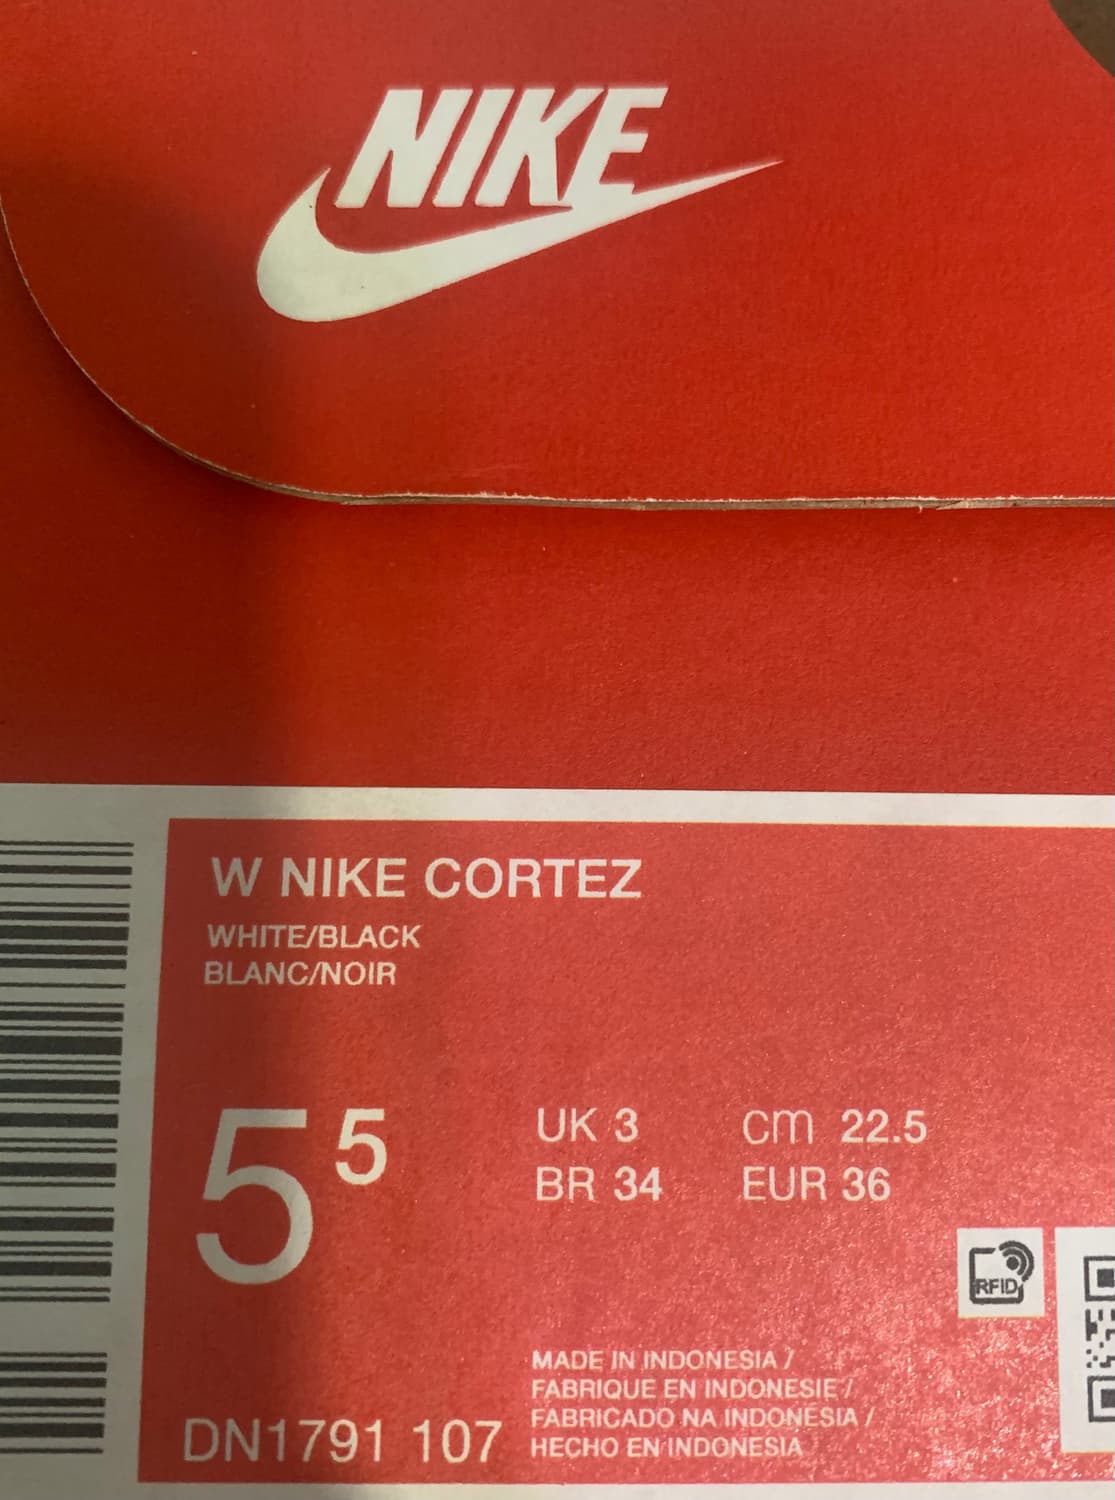 NIKE
W NIKE CORTEZ
WHITE/BLACK
BLANC/NOIR
5 5
UK 3 cm 22.5
BR 34 EUR 36
RFID
MADE IN INDONESIA /
FABRIQUE EN INDONESIE /
FABRICADO NA INDONÉSIA /
HECHO EN INDONESIA
DN1791 107